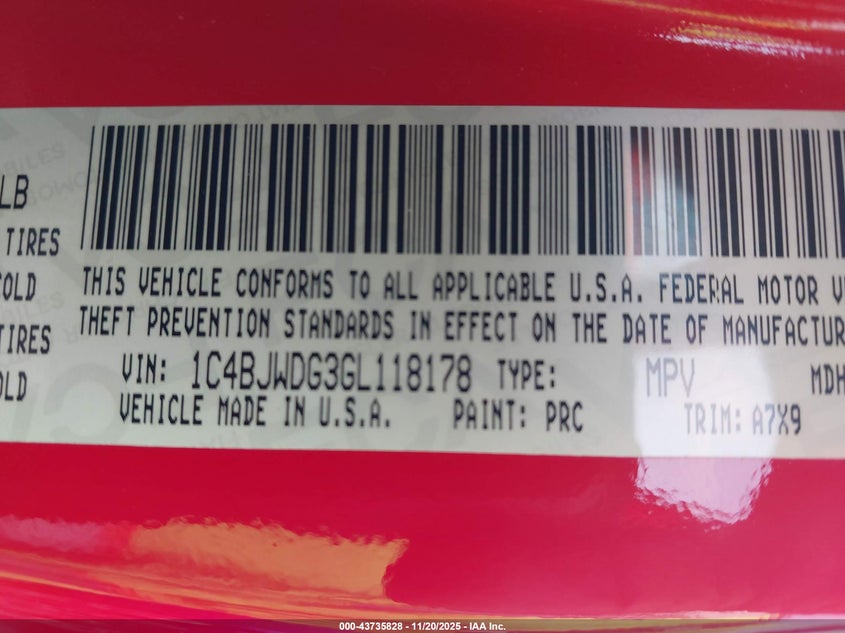 LB
TIRES
COLD
TIRES
OLD
THIS VEHICLE CONFORMS TO ALL APPLICABLE U.S.A. FEDERAL MOTOR V
THEFT PREVENTION STANDARDS IN EFFECT ON THE DATE OF MANUFACTUR
VIN: 1C4BJWDG3GL118178 TYPE: MPV MDH
VEHICLE MADE IN U.S.A. PAINT: PRC TRIM: A7X9
000-43735828 - 11/20/2025 - IAA Inc.